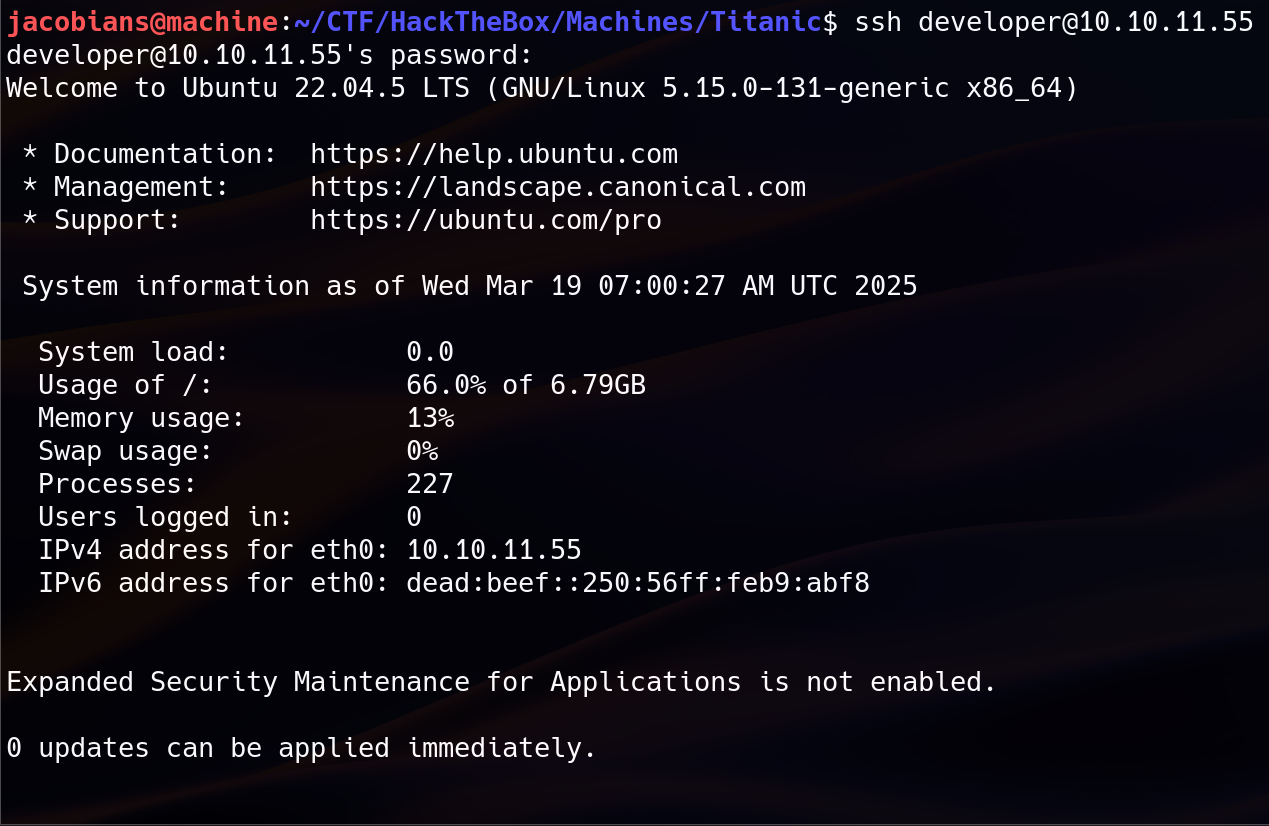 jacobians@machine:~/CTF/HackTheBox/Machines/Titanic$ ssh developer@10.10.11.55
developer@10.10.11.55's password:
Welcome to Ubuntu 22.04.5 LTS (GNU/Linux 5.15.0-131-generic x86_64)

 * Documentation:  https://help.ubuntu.com
 * Management:     https://landscape.canonical.com
 * Support:        https://ubuntu.com/pro

 System information as of Wed Mar 19 07:00:27 AM UTC 2025

  System load:           0.0
  Usage of /:            66.0% of 6.79GB
  Memory usage:          13%
  Swap usage:            0%
  Processes:             227
  Users logged in:       0
  IPv4 address for eth0: 10.10.11.55
  IPv6 address for eth0: dead:beef::250:56ff:feb9:abf8

Expanded Security Maintenance for Applications is not enabled.

0 updates can be applied immediately.